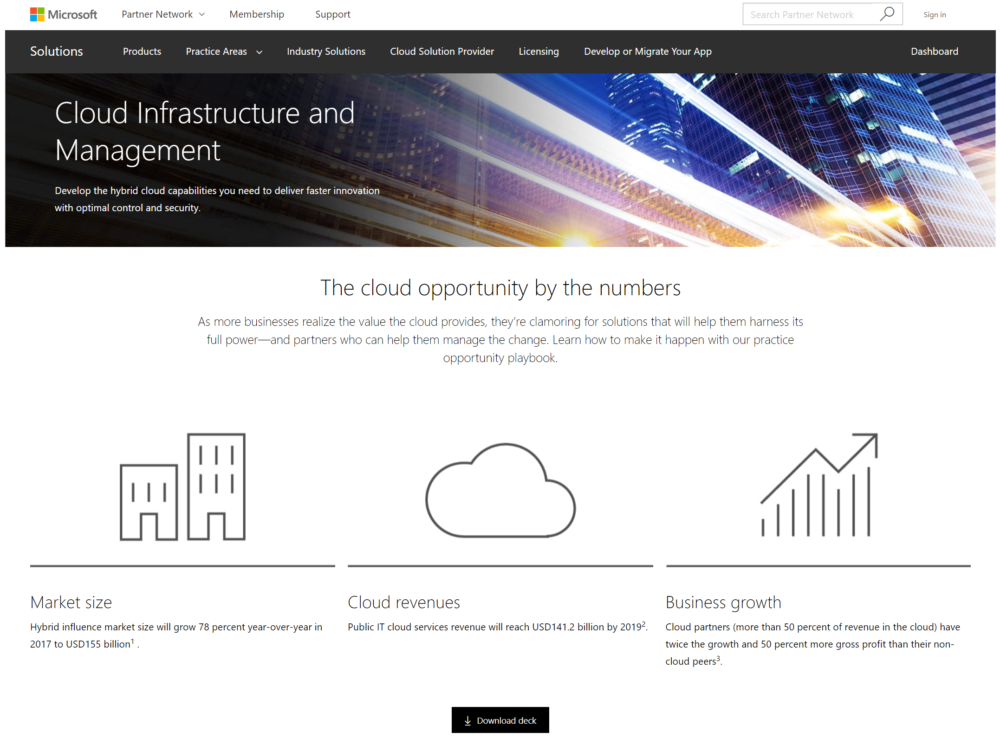 Microsoft Partner Network Membership Support Search Partner Network Sign in
Solutions Products Practice Areas Industry Solutions Cloud Solution Provider Licensing Develop or Migrate Your App Dashboard
Cloud Infrastructure and
Management
Develop the hybrid cloud capabilities you need to deliver faster innovation
with optimal control and security.
The cloud opportunity by the numbers
As more businesses realize the value the cloud provides, they’re clamoring for solutions that will help them harness its
full power—and partners who can help them manage the change. Learn how to make it happen with our practice
opportunity playbook.
Market size
Hybrid influence market size will grow 78 percent year-over-year in
2017 to USD155 billion¹ .
Cloud revenues
Public IT cloud services revenue will reach USD141.2 billion by 2019².
Business growth
Cloud partners (more than 50 percent of revenue in the cloud) have
twice the growth and 50 percent more gross profit than their non-
cloud peers³.
Download deck